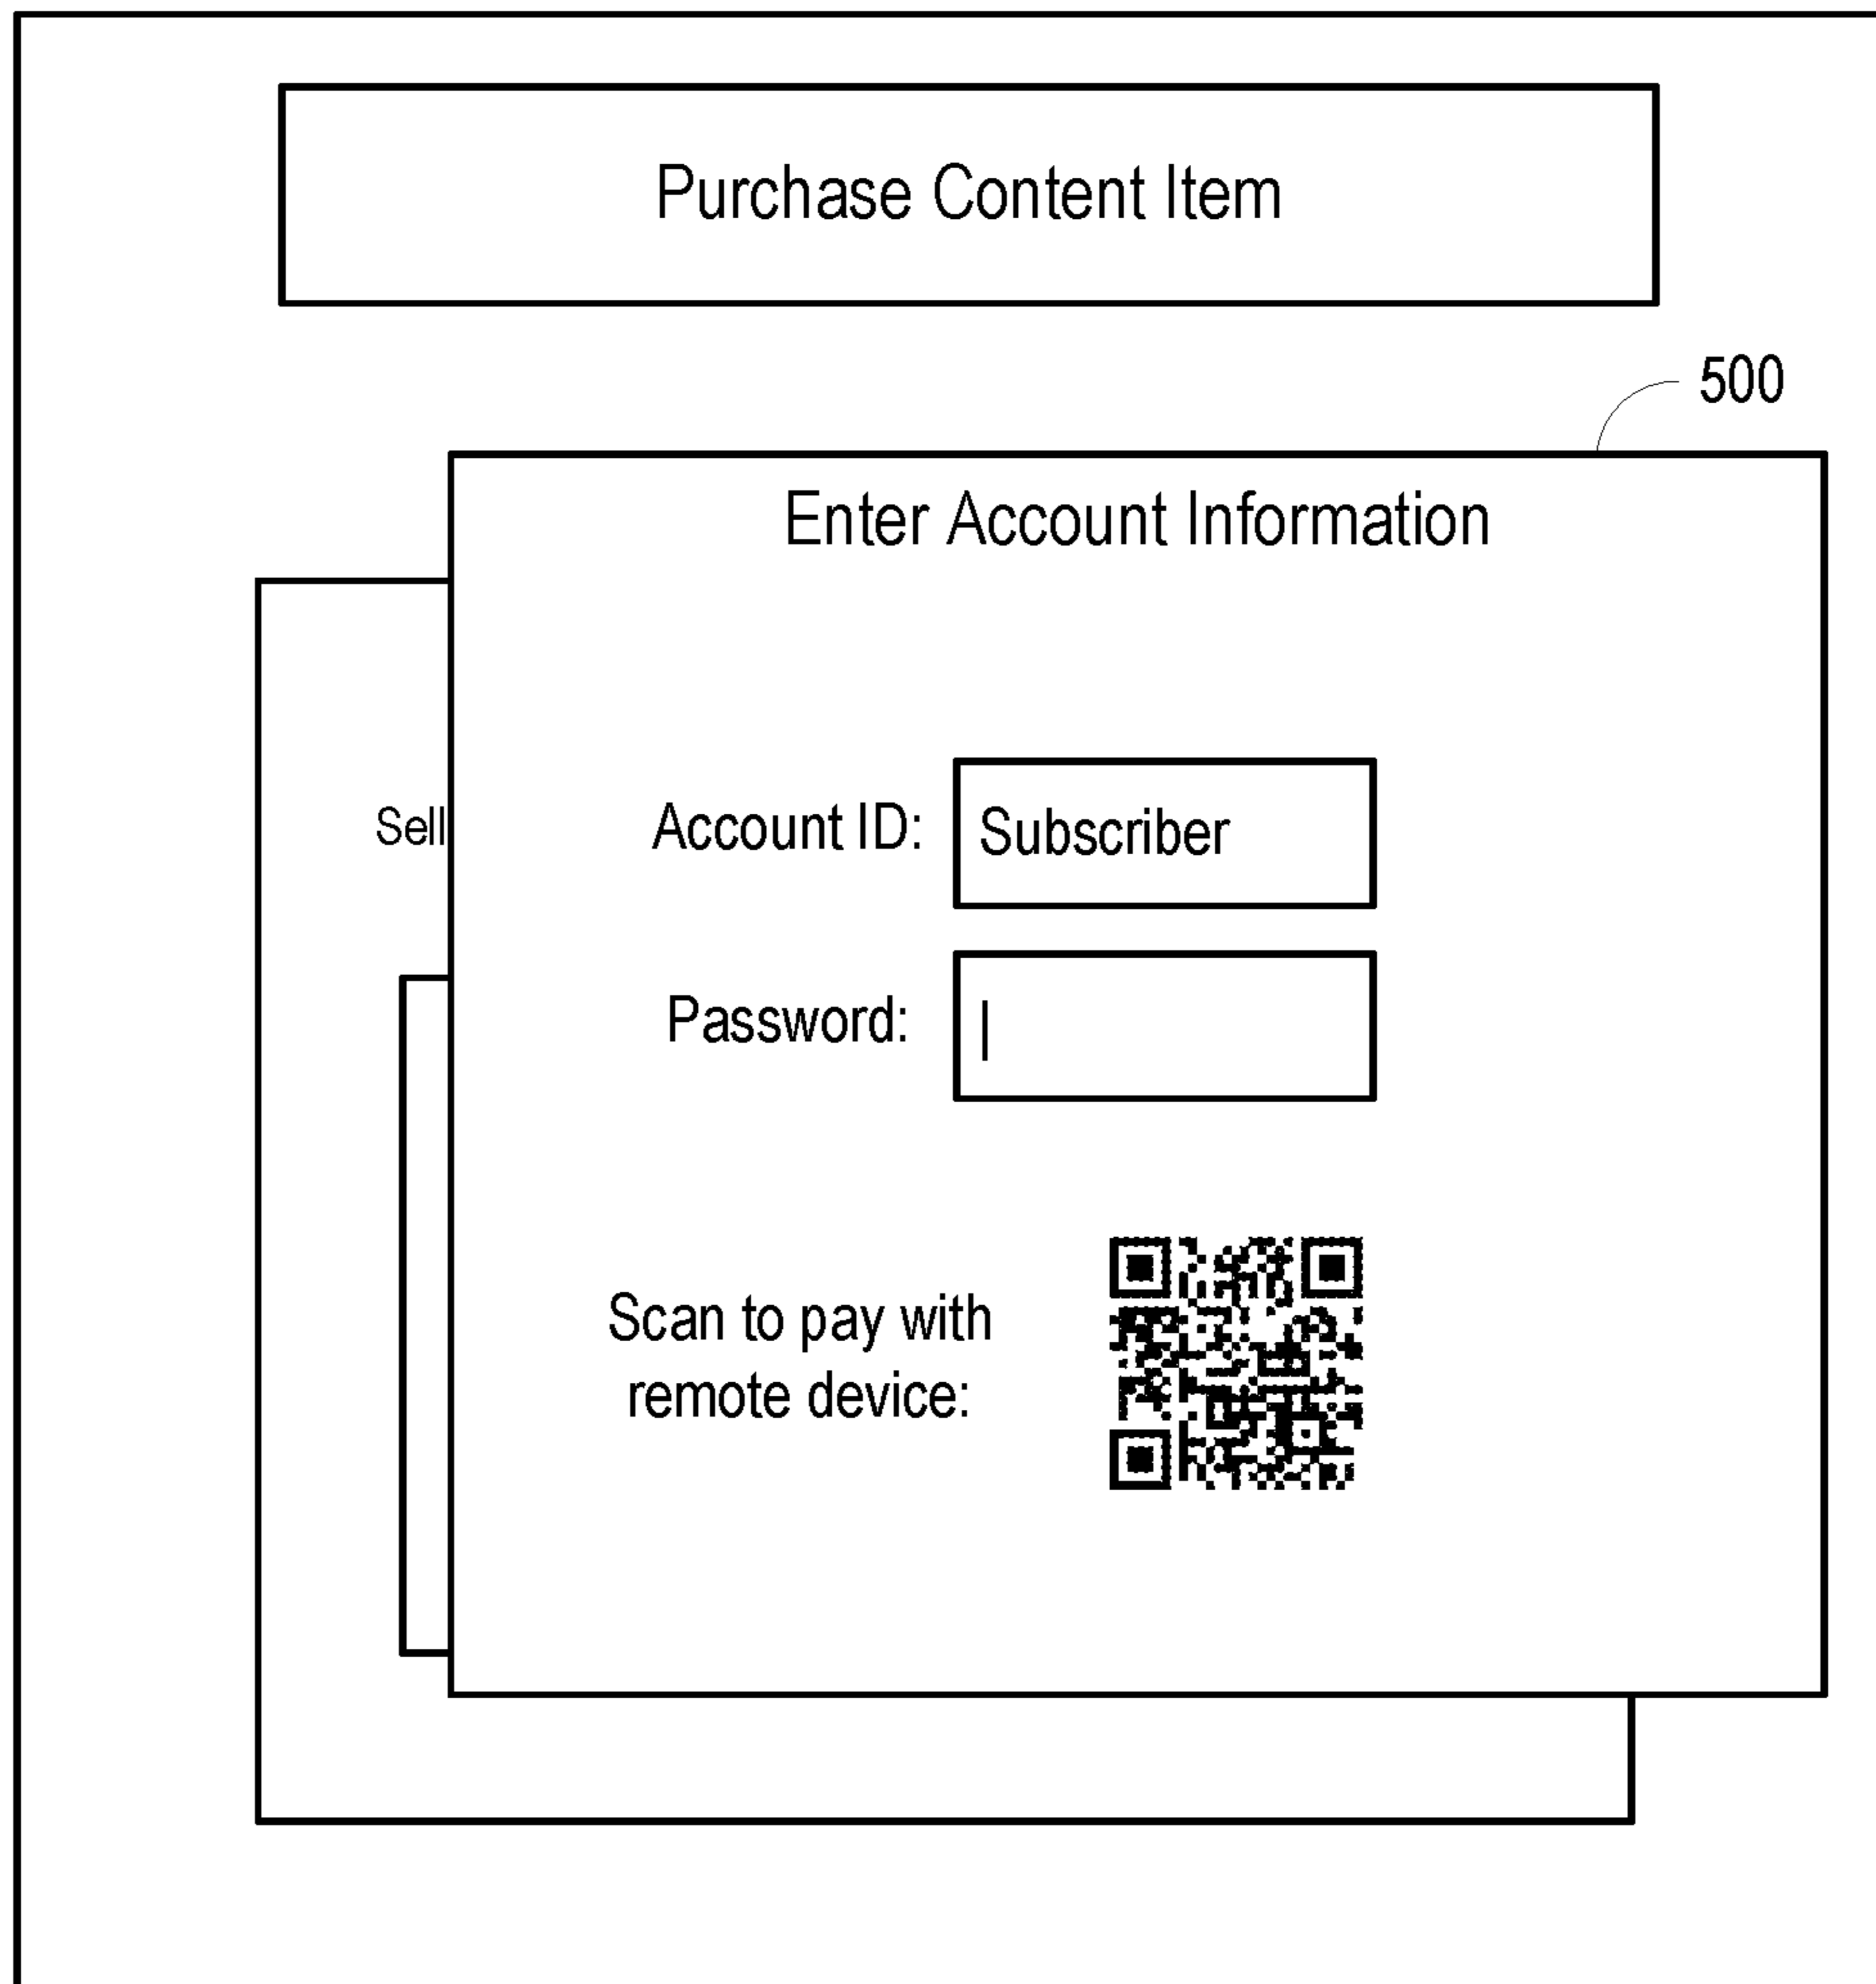 Purchase Content Item
500
Enter Account Information
Sell
Account ID: Subscriber
Password:
Scan to pay with
remote device: